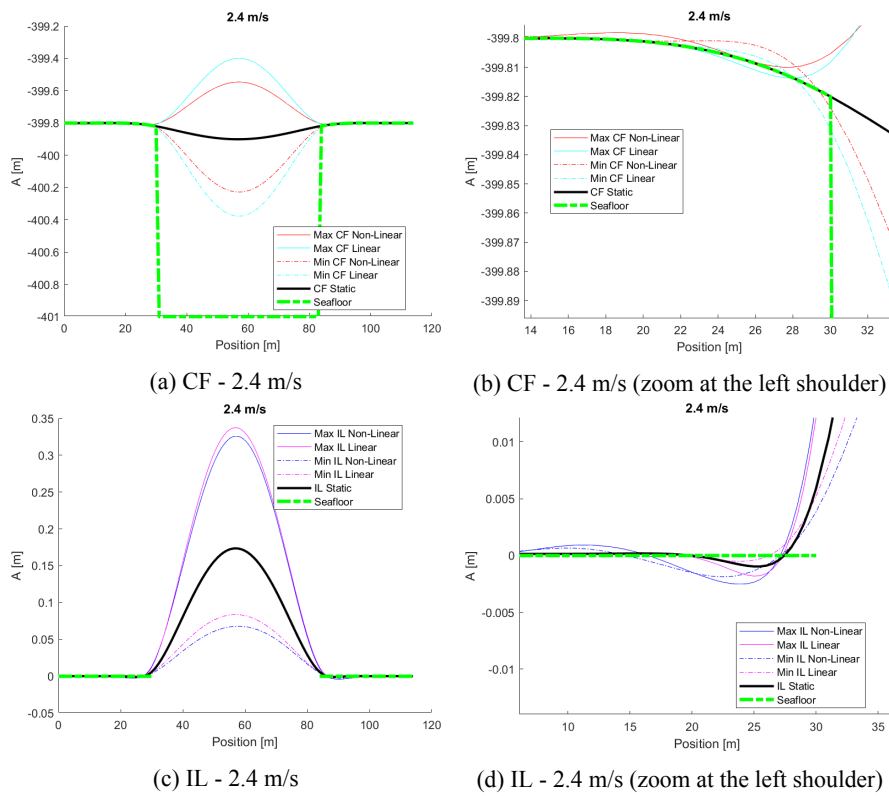 2.4 m/s
-399.2
-399.4
-399.6
-399.8
-400
-400.2
-400.4
-400.6
-400.8
-401
A [m]
Max CF Non-Linear
Max CF Linear
Min CF Non-Linear
Min CF Linear
CF Static
Seafloor
0 20 40 60 80 100 120
Position [m]
(a) CF - 2.4 m/s
2.4 m/s
-399.8
-399.81
-399.82
-399.83
-399.84
-399.85
-399.86
-399.87
-399.88
-399.89
A [m]
Max CF Non-Linear
Max CF Linear
Min CF Non-Linear
Min CF Linear
CF Static
Seafloor
14 16 18 20 22 24 26 28 30 32
Position [m]
(b) CF - 2.4 m/s (zoom at the left shoulder)
2.4 m/s
0.35
0.3
0.25
0.2
0.15
0.1
0.05
0
-0.05
A [m]
Max IL Non-Linear
Max IL Linear
Min IL Non-Linear
Min IL Linear
IL Static
Seafloor
0 20 40 60 80 100 120
Position [m]
(c) IL - 2.4 m/s
2.4 m/s
0.01
0.005
0
-0.005
-0.01
A [m]
Max IL Non-Linear
Max IL Linear
Min IL Non-Linear
Min IL Linear
IL Static
Seafloor
10 15 20 25 30 35
Position [m]
(d) IL - 2.4 m/s (zoom at the left shoulder)